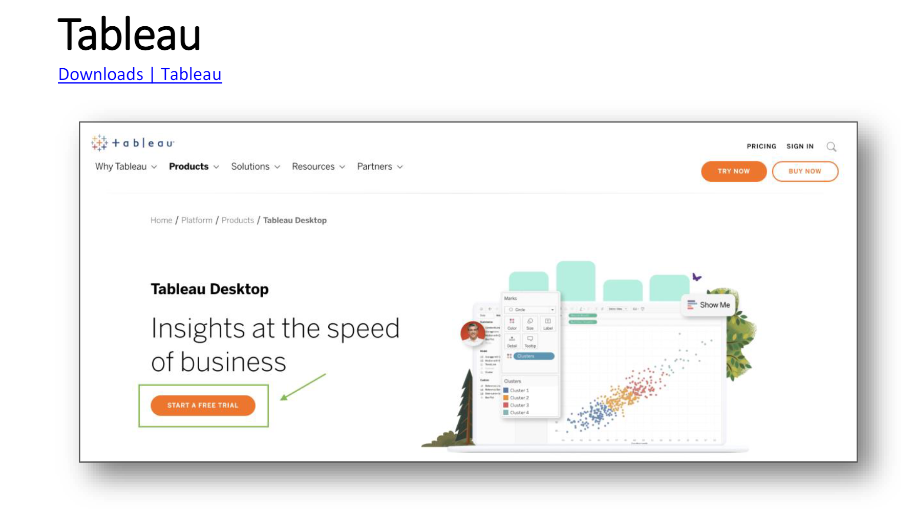 Tableau
Downloads | Tableau
+ableau
PRICING SIGN IN
Why Tableau Products Solutions Resources Partners
TRY NOW BUY NOW
Home / Platform / Products / Tableau Desktop
Tableau Desktop
Insights at the speed
of business
START A FREE TRIAL
Marks
Circle
Color Size Label
Detail Tooltip
Clusters
Clusters
Cluster 1
Cluster 2
Cluster 3
Cluster 4
Show Me